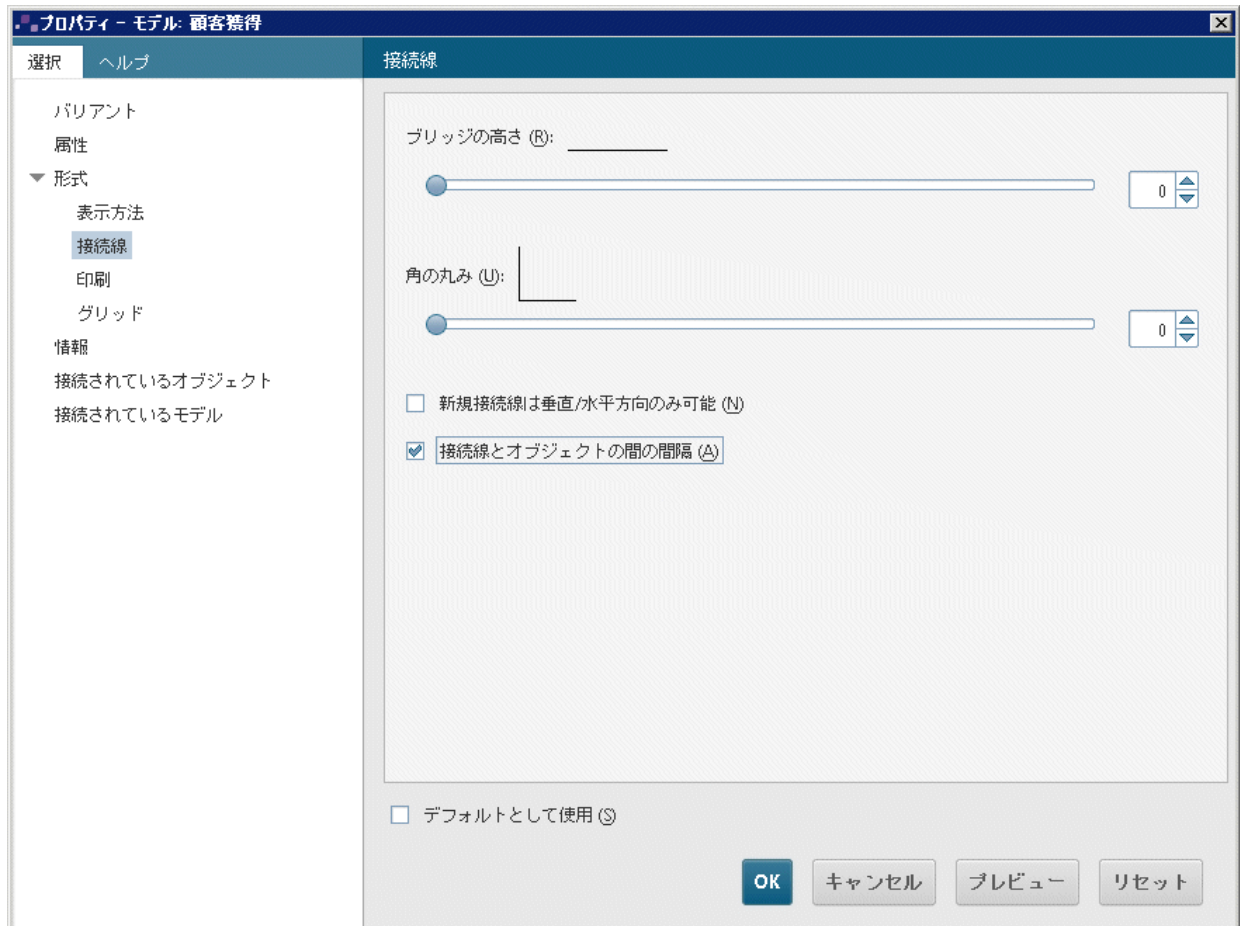 プロパティ - モデル: 顧客獲得
選択
ヘルプ
バリアント
属性
形式
表示方法
接続線
印刷
グリッド
情報
接続されているオブジェクト
接続されているモデル
接続線
ブリッジの高さ (R):
0
角の丸み (U):
0
新規接続線は垂直/水平方向のみ可能 (N)
接続線とオブジェクトの間の間隔 (A)
デフォルトとして使用 (S)
OK
キャンセル
プレビュー
リセット